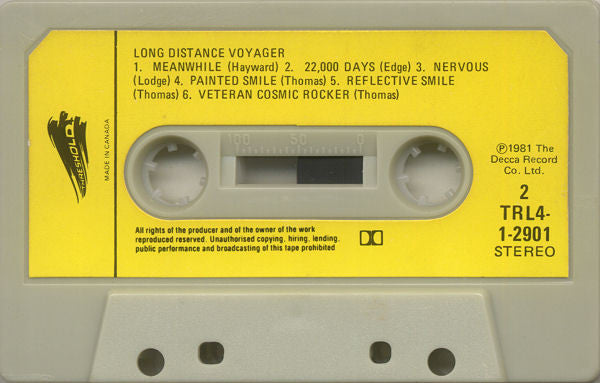 LONG DISTANCE VOYAGER
1. MEANWHILE (Hayward) 2. 22,000 DAYS (Edge) 3. NERVOUS
(Lodge) 4. PAINTED SMILE (Thomas) 5. REFLECTIVE SMILE
(Thomas) 6. VETERAN COSMIC ROCKER (Thomas)
THRESHOLD
MADE IN CANADA
100 50 0
℗1981 The
Decca Record
Co. Ltd.
2
TRL4-
1-2901
STEREO
All rights of the producer and of the owner of the work
reproduced reserved. Unauthorised copying, hiring, lending,
public performance and broadcasting of this tape prohibited